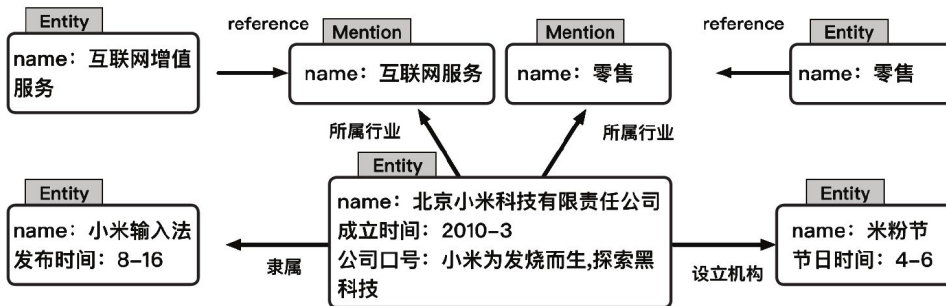 Entity
reference
reference
Mention
Mention
Entity
name：互联网增值
服务
name：互联网服务
name：零售
name：零售
所属行业
所属行业
Entity
Entity
Entity
name：小米输入法
发布时间：8-16
name：北京小米科技有限责任公司
成立时间：2010-3
公司口号：小米为发烧而生,探索黑
科技
name：米粉节
节日时间：4-6
隶属
设立机构